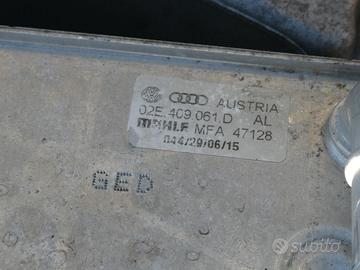 AUSTRIA
02E.409.061.D AL
MAHLE MFA 47128
044/29/06/15
GED
subito